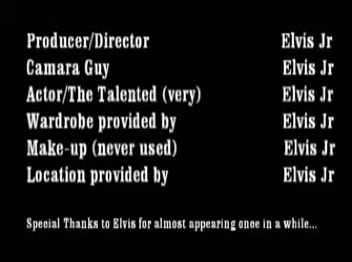 Producer/Director Elvis Jr
Camara Guy Elvis Jr
Actor/The Talented (very) Elvis Jr
Wardrobe provided by Elvis Jr
Make-up (never used) Elvis Jr
Location provided by Elvis Jr
Special Thanks to Elvis for almost appearing once in a while...